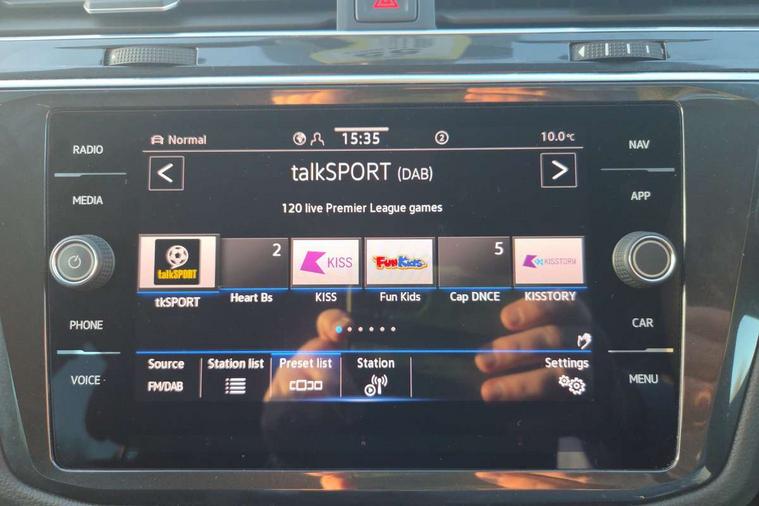 RADIO
MEDIA
PHONE
VOICE
Normal
15:35
2
10.0°C
talkSPORT (DAB)
120 live Premier League games
talkSPORT
2
KISS
Fun Kids
5
KISSTORY
tkSPORT
Heart Bs
KISS
Fun Kids
Cap DNCE
KISSTORY
Source
Station list
Preset list
Station
Settings
FM/DAB
NAV
APP
CAR
MENU